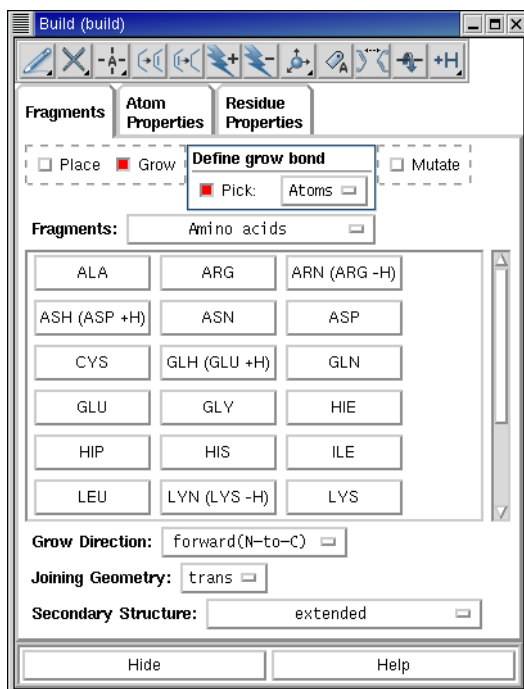 Build (build)
-A- + - A +H
Fragments Atom Properties Residue Properties
Place Grow Define grow bond Mutate
Pick: Atoms
Fragments: Amino acids
ALA ARG ARN (ARG -H)
ASH (ASP +H) ASN ASP
CYS GLH (GLU +H) GLN
GLU GLY HIE
HIP HIS ILE
LEU LYN (LYS -H) LYS
Grow Direction: forward(N-to-C)
Joining Geometry: trans
Secondary Structure: extended
Hide Help